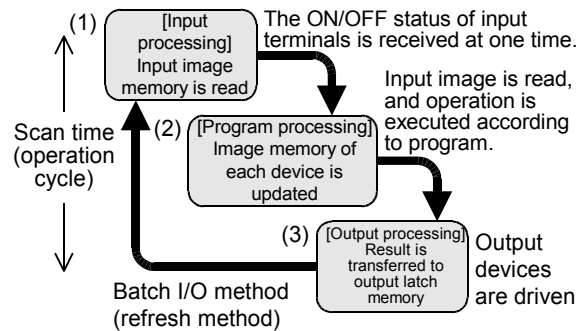 (1)
[Input
processing]
Input image
memory is read
The ON/OFF status of input
terminals is received at one time.
Input image is read,
and operation is
executed according
to program.
Scan time
(operation
cycle)
(2)
[Program processing]
Image memory of
each device is
updated
(3)
[Output processing]
Result is
transferred to
output latch
memory
Output
devices
are driven
Batch I/O method
(refresh method)